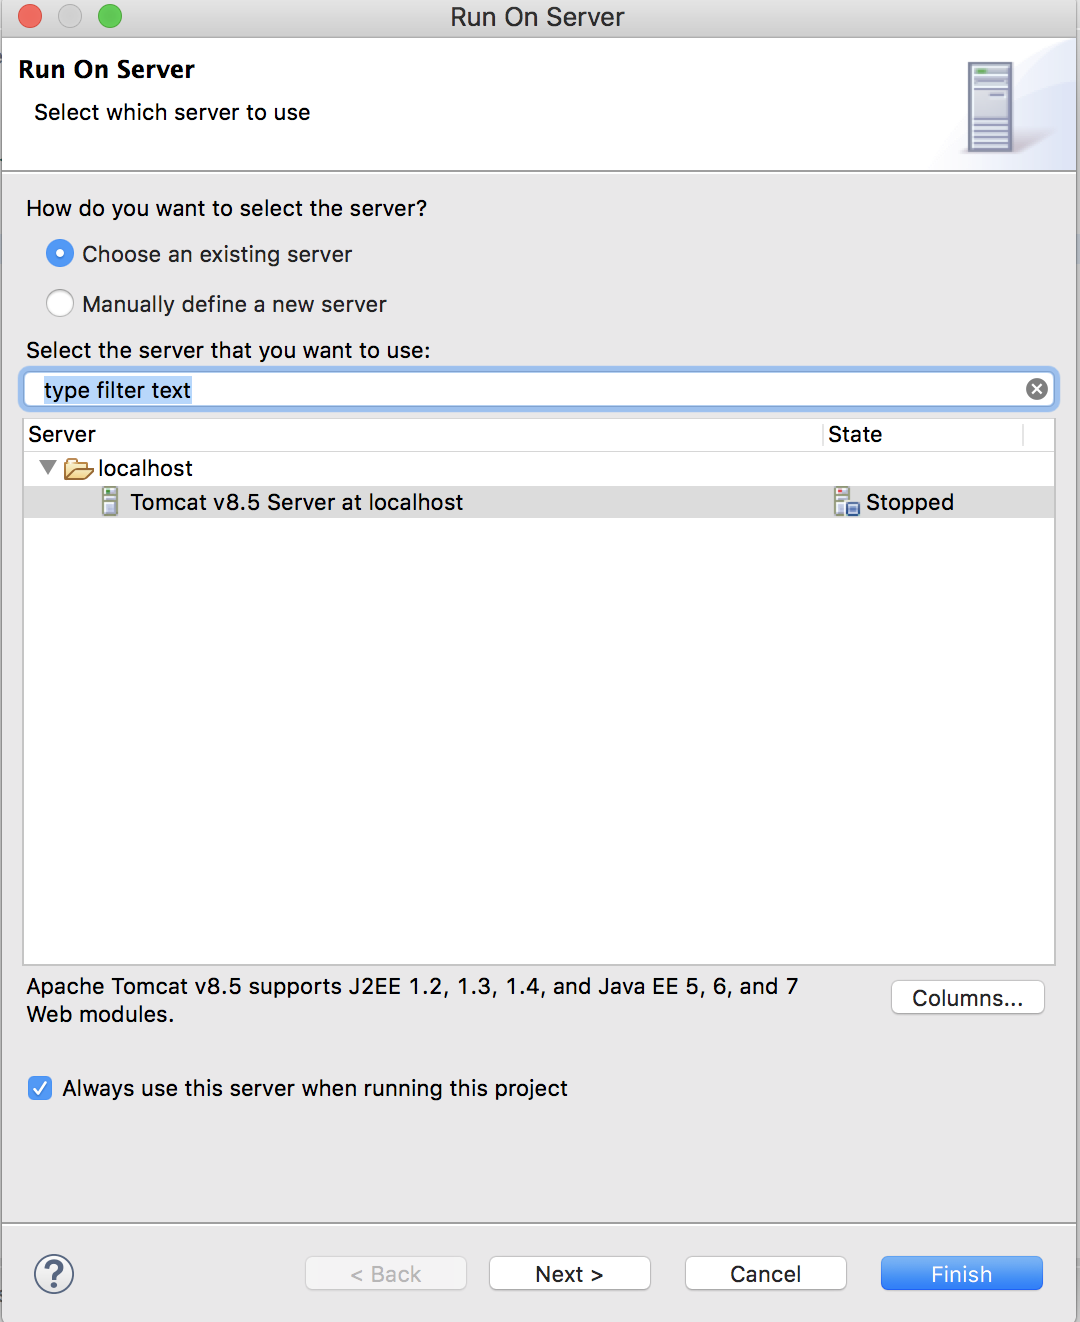 Run On Server
Run On Server
Select which server to use
How do you want to select the server?
Choose an existing server
Manually define a new server
Select the server that you want to use:
type filter text
Server State
localhost
Tomcat v8.5 Server at localhost Stopped
Apache Tomcat v8.5 supports J2EE 1.2, 1.3, 1.4, and Java EE 5, 6, and 7
Web modules.
Columns...
Always use this server when running this project
? < Back Next > Cancel Finish